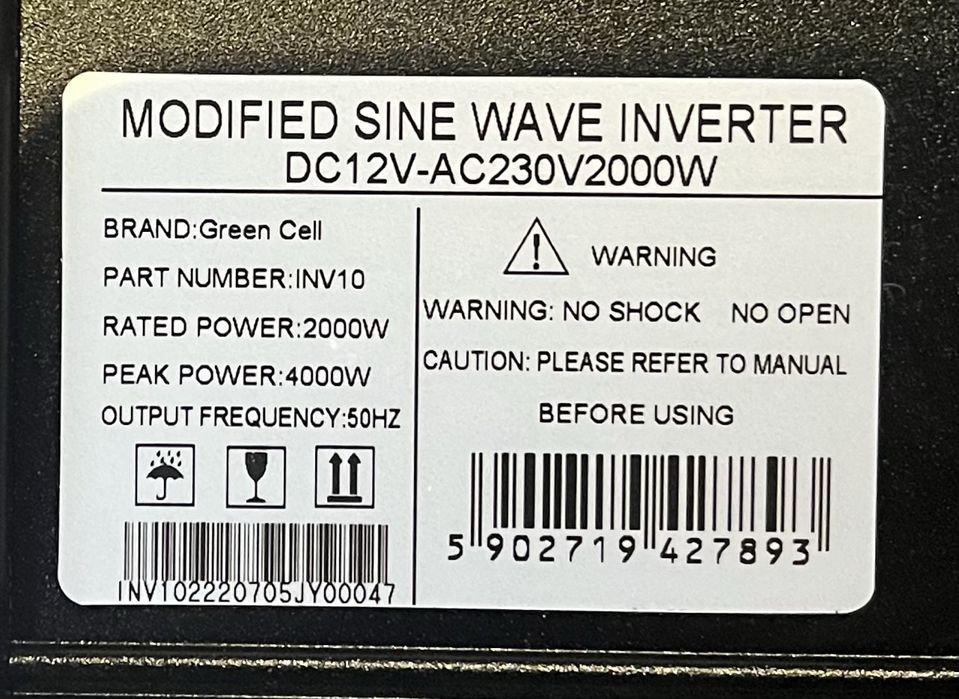 MODIFIED SINE WAVE INVERTER
DC12V-AC230V2000W
BRAND:Green Cell
PART NUMBER:INV10
RATED POWER:2000W
PEAK POWER:4000W
OUTPUT FREQUENCY:50HZ
INV102220705JY00047
WARNING
WARNING: NO SHOCK NO OPEN
CAUTION: PLEASE REFER TO MANUAL
BEFORE USING
5 902719 427893